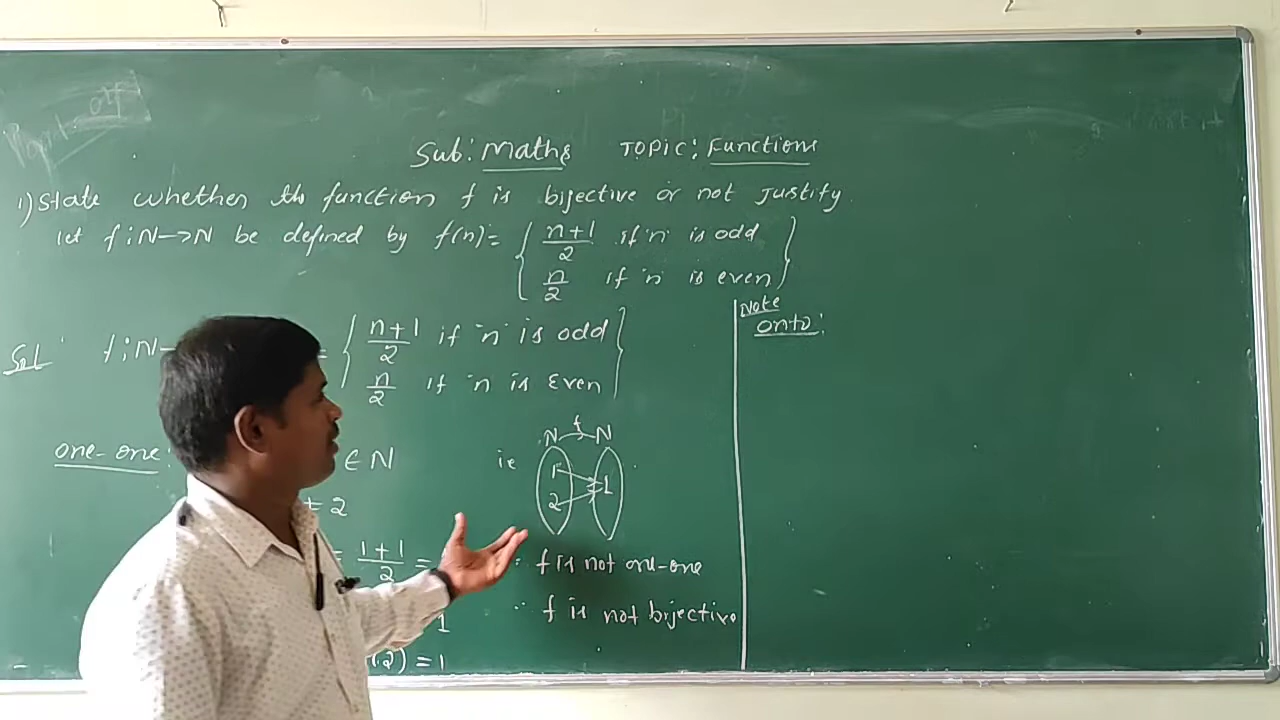 Sub: Maths TOPIC: Functions
1) State whether the function f is bijective or not Justify
let f:N→N be defined by f(n)= { n+1/2 if 'n' is odd
n/2 if 'n' is even }
Note
onto:
Sol: f:N→ = { n+1/2 if 'n' is odd
n/2 if 'n' is Even }
one-one: ∈ N
≠ 2
= 1+1/2 =
1
2) = 1
ie N f N
1 1
2
∴ f is not one-one
∴ f is not bijective